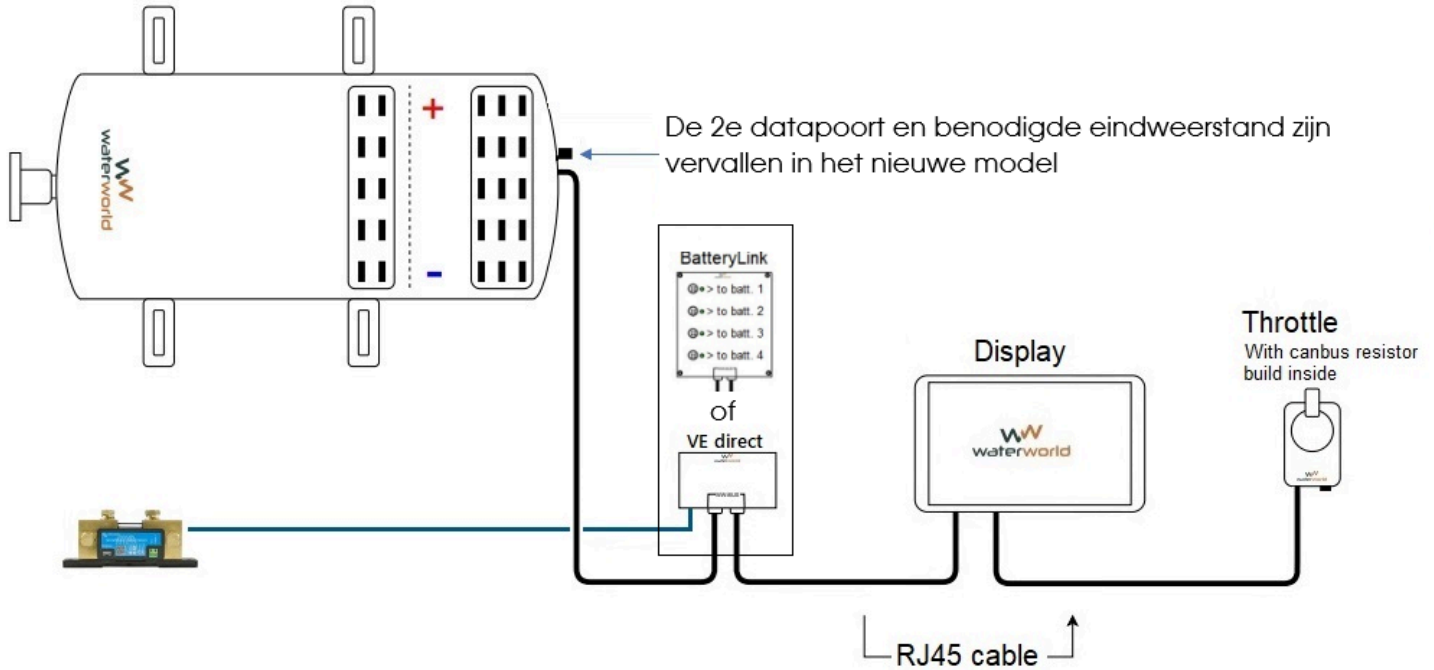 waterworld
+
-
De 2e datapoort en benodigde eindweerstand zijn
vervallen in het nieuwe model
BatteryLink
> to batt. 1
> to batt. 2
> to batt. 3
> to batt. 4
of
VE direct
WW BUS
Display
waterworld
Throttle
With canbus resistor
build inside
RJ45 cable